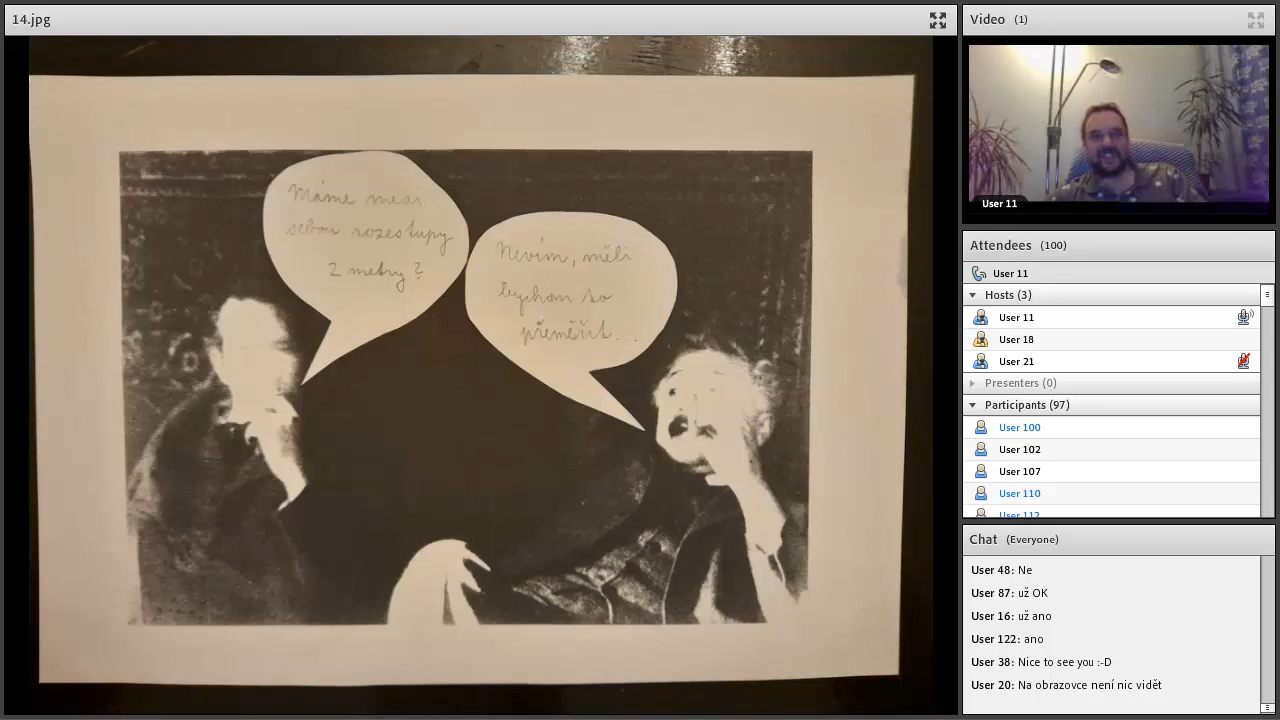 14.jpg
Máme mezi
sebou rozestupy
2 metry?
Nevím, měli
bychom to
přeměřit...
Video (1)
User 11
Attendees (100)
User 11
Hosts (3)
User 11
User 18
User 21
Presenters (0)
Participants (97)
User 100
User 102
User 107
User 110
User 112
Chat (Everyone)
User 48: Ne
User 87: už OK
User 16: už ano
User 122: ano
User 38: Nice to see you :-D
User 20: Na obrazovce není nic vidět